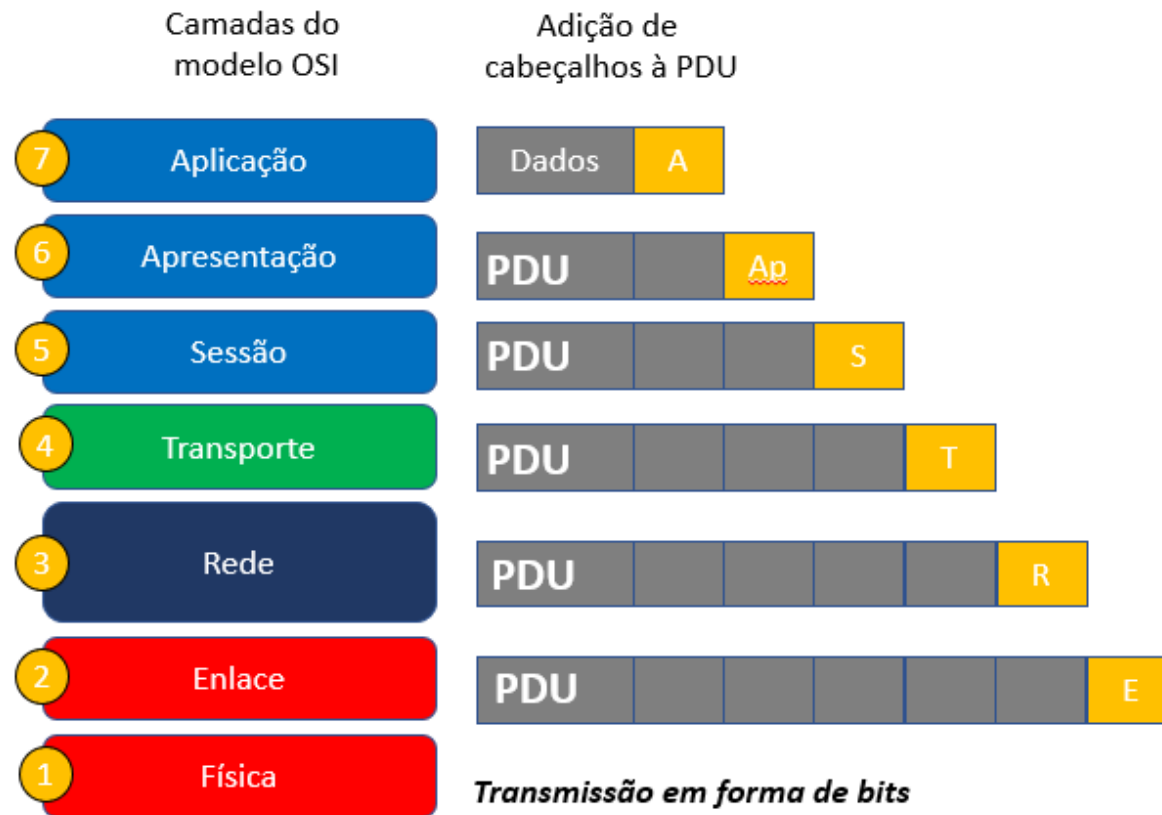 Camadas do
modelo OSI
Adição de
cabeçalhos à PDU
7 Aplicação Dados A
6 Apresentação PDU Ap
5 Sessão PDU S
4 Transporte PDU T
3 Rede PDU R
2 Enlace PDU E
1 Física Transmissão em forma de bits